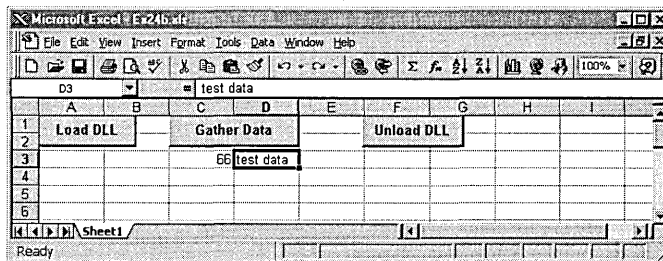 Microsoft Excel - Ex24b.xls
File Edit View Insert Format Tools Data Window Help
100%
D3 = test data
A B C D E F G H I
1 Load DLL Gather Data Unload DLL
2
3 66 test data
4
5
6
Sheet1
Ready